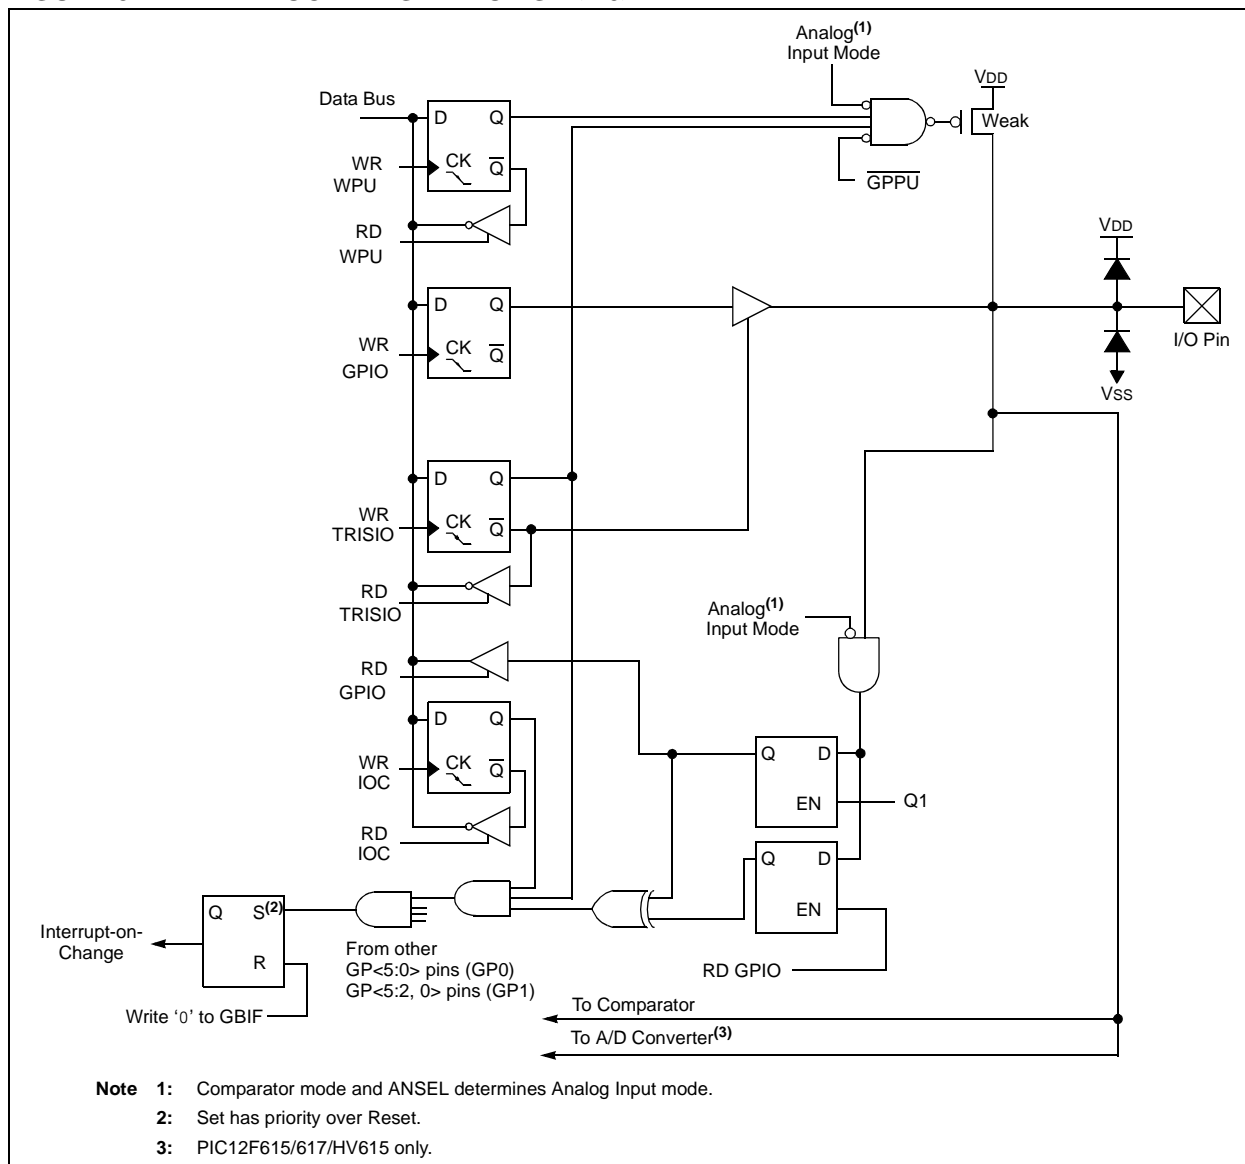 Analog(1)
Input Mode
VDD
Data Bus
D Q
Weak
WR
WPU
CK Q
GPPU
RD
WPU
VDD
D Q
WR
GPIO
CK Q
I/O Pin
VSS
D Q
WR
TRISIO
CK Q
RD
TRISIO
Analog(1)
Input Mode
RD
GPIO
D Q
Q D
WR
IOC
CK Q
EN
Q1
RD
IOC
Q D
EN
Q S(2)
Interrupt-on-
Change
R
From other
GP<5:0> pins (GP0)
GP<5:2, 0> pins (GP1)
RD GPIO
Write ‘0’ to GBIF
To Comparator
To A/D Converter(3)
Note 1: Comparator mode and ANSEL determines Analog Input mode.
2: Set has priority over Reset.
3: PIC12F615/617/HV615 only.